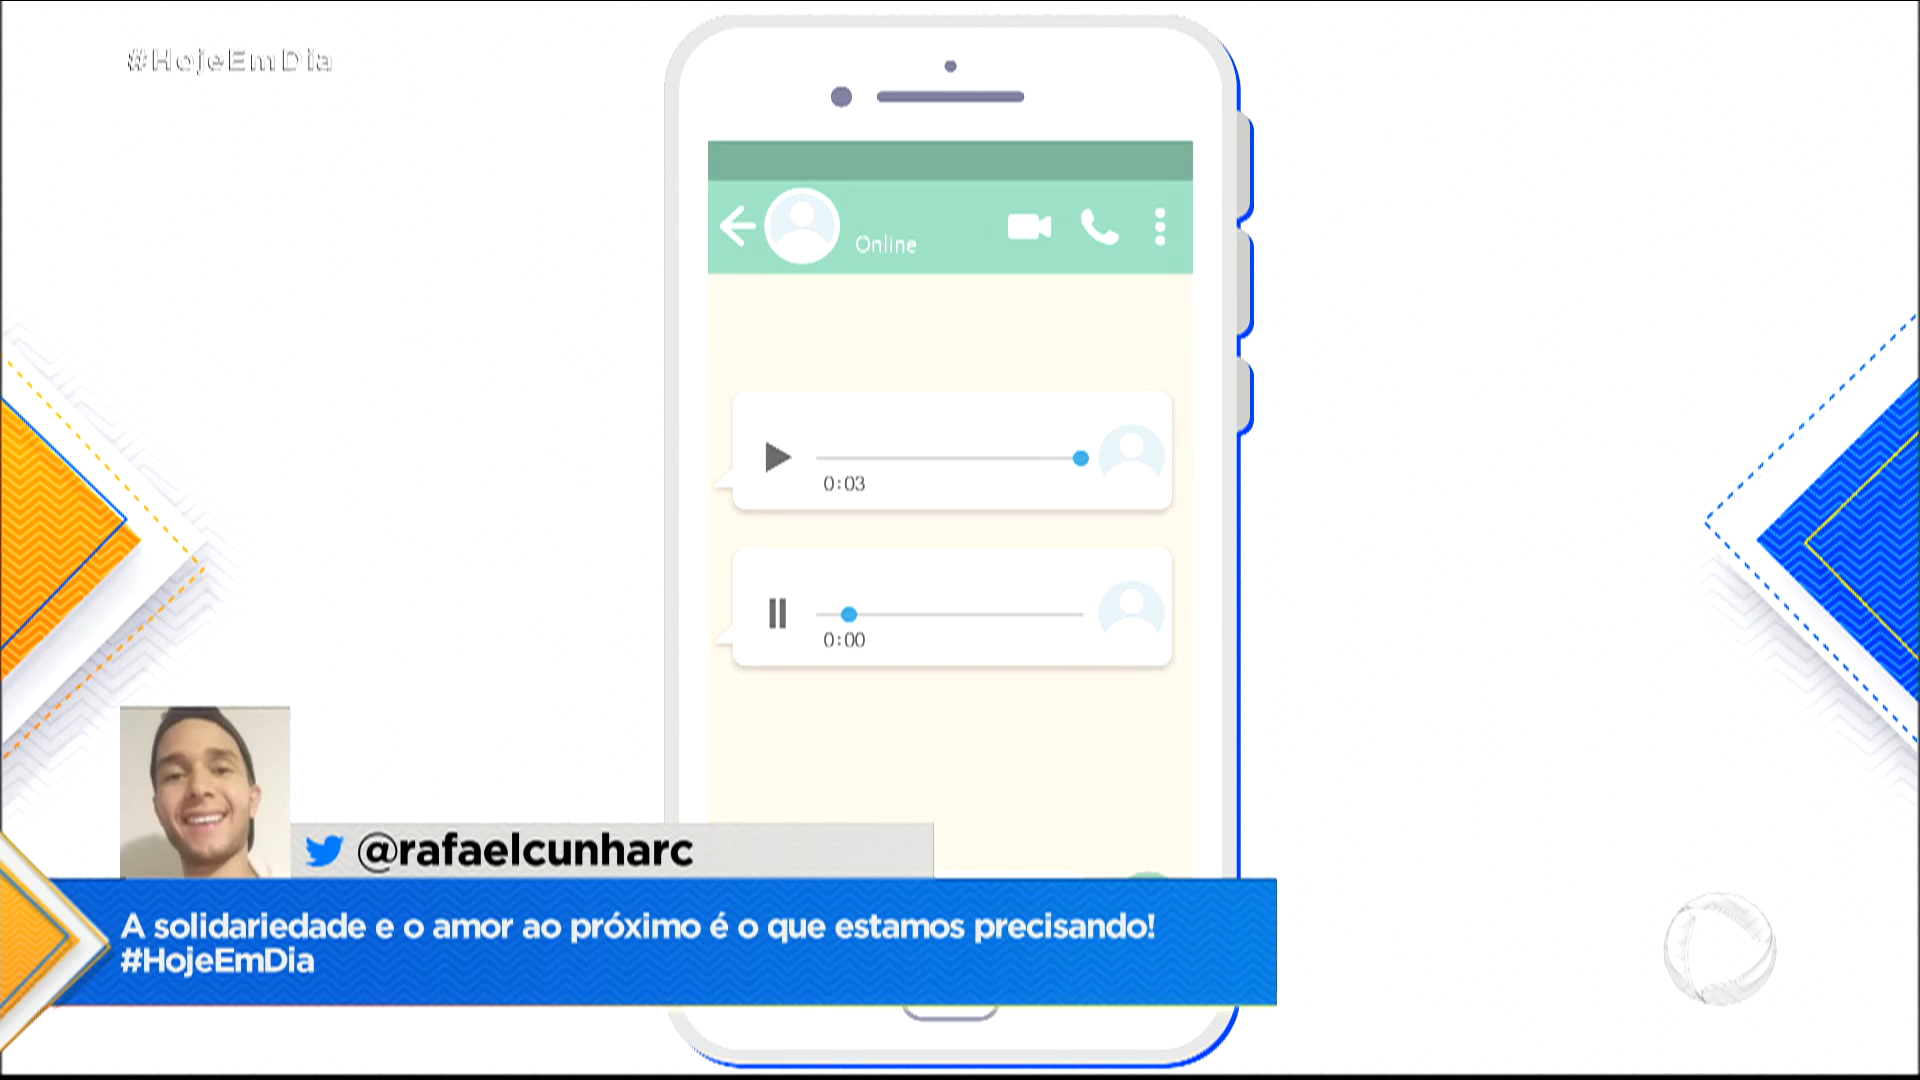 #HojeEmDia
Online
0:03
0:00
@rafaelcunharc
A solidariedade e o amor ao próximo é o que estamos precisando!
#HojeEmDia